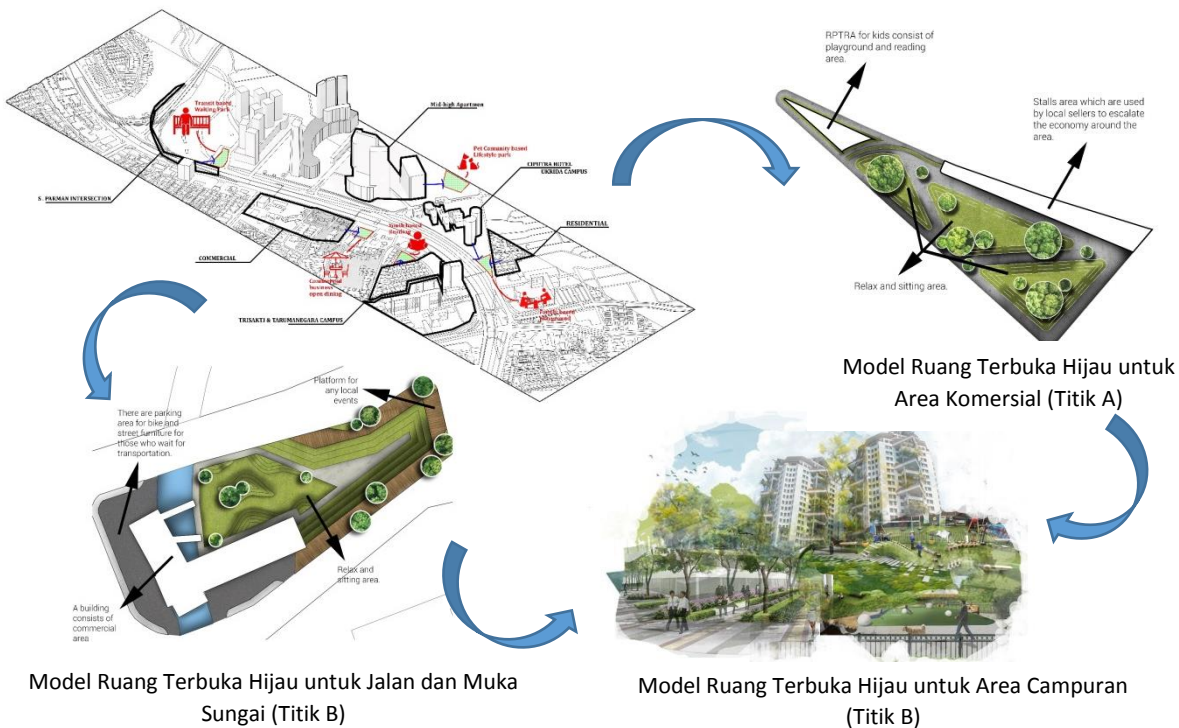 Transit based
Walking Park
Mid-high Apartmen
Pet Comunity based
Lifestyle park
CIPUTRA HOTEL
UKRIDA CAMPUS
S. PARMAN INTERSECTION
RESIDENTIAL
COMMERCIAL
business
open dining
TRISAKTI & TARUMANEGARA CAMPUS
RPTRA for kids consist of
playground and reading
area.
Stalls area which are used
by local sellers to escalate
the economy around the
area.
Relax and sitting area.
Model Ruang Terbuka Hijau untuk
Area Komersial (Titik A)
Platform for
any local
events
There are parking
area for bike and
street furniture for
those who wait for
transportation.
Relax and
sitting area.
A building
consists of
commercial
area
Model Ruang Terbuka Hijau untuk Jalan dan Muka
Sungai (Titik B)
Model Ruang Terbuka Hijau untuk Area Campuran
(Titik B)